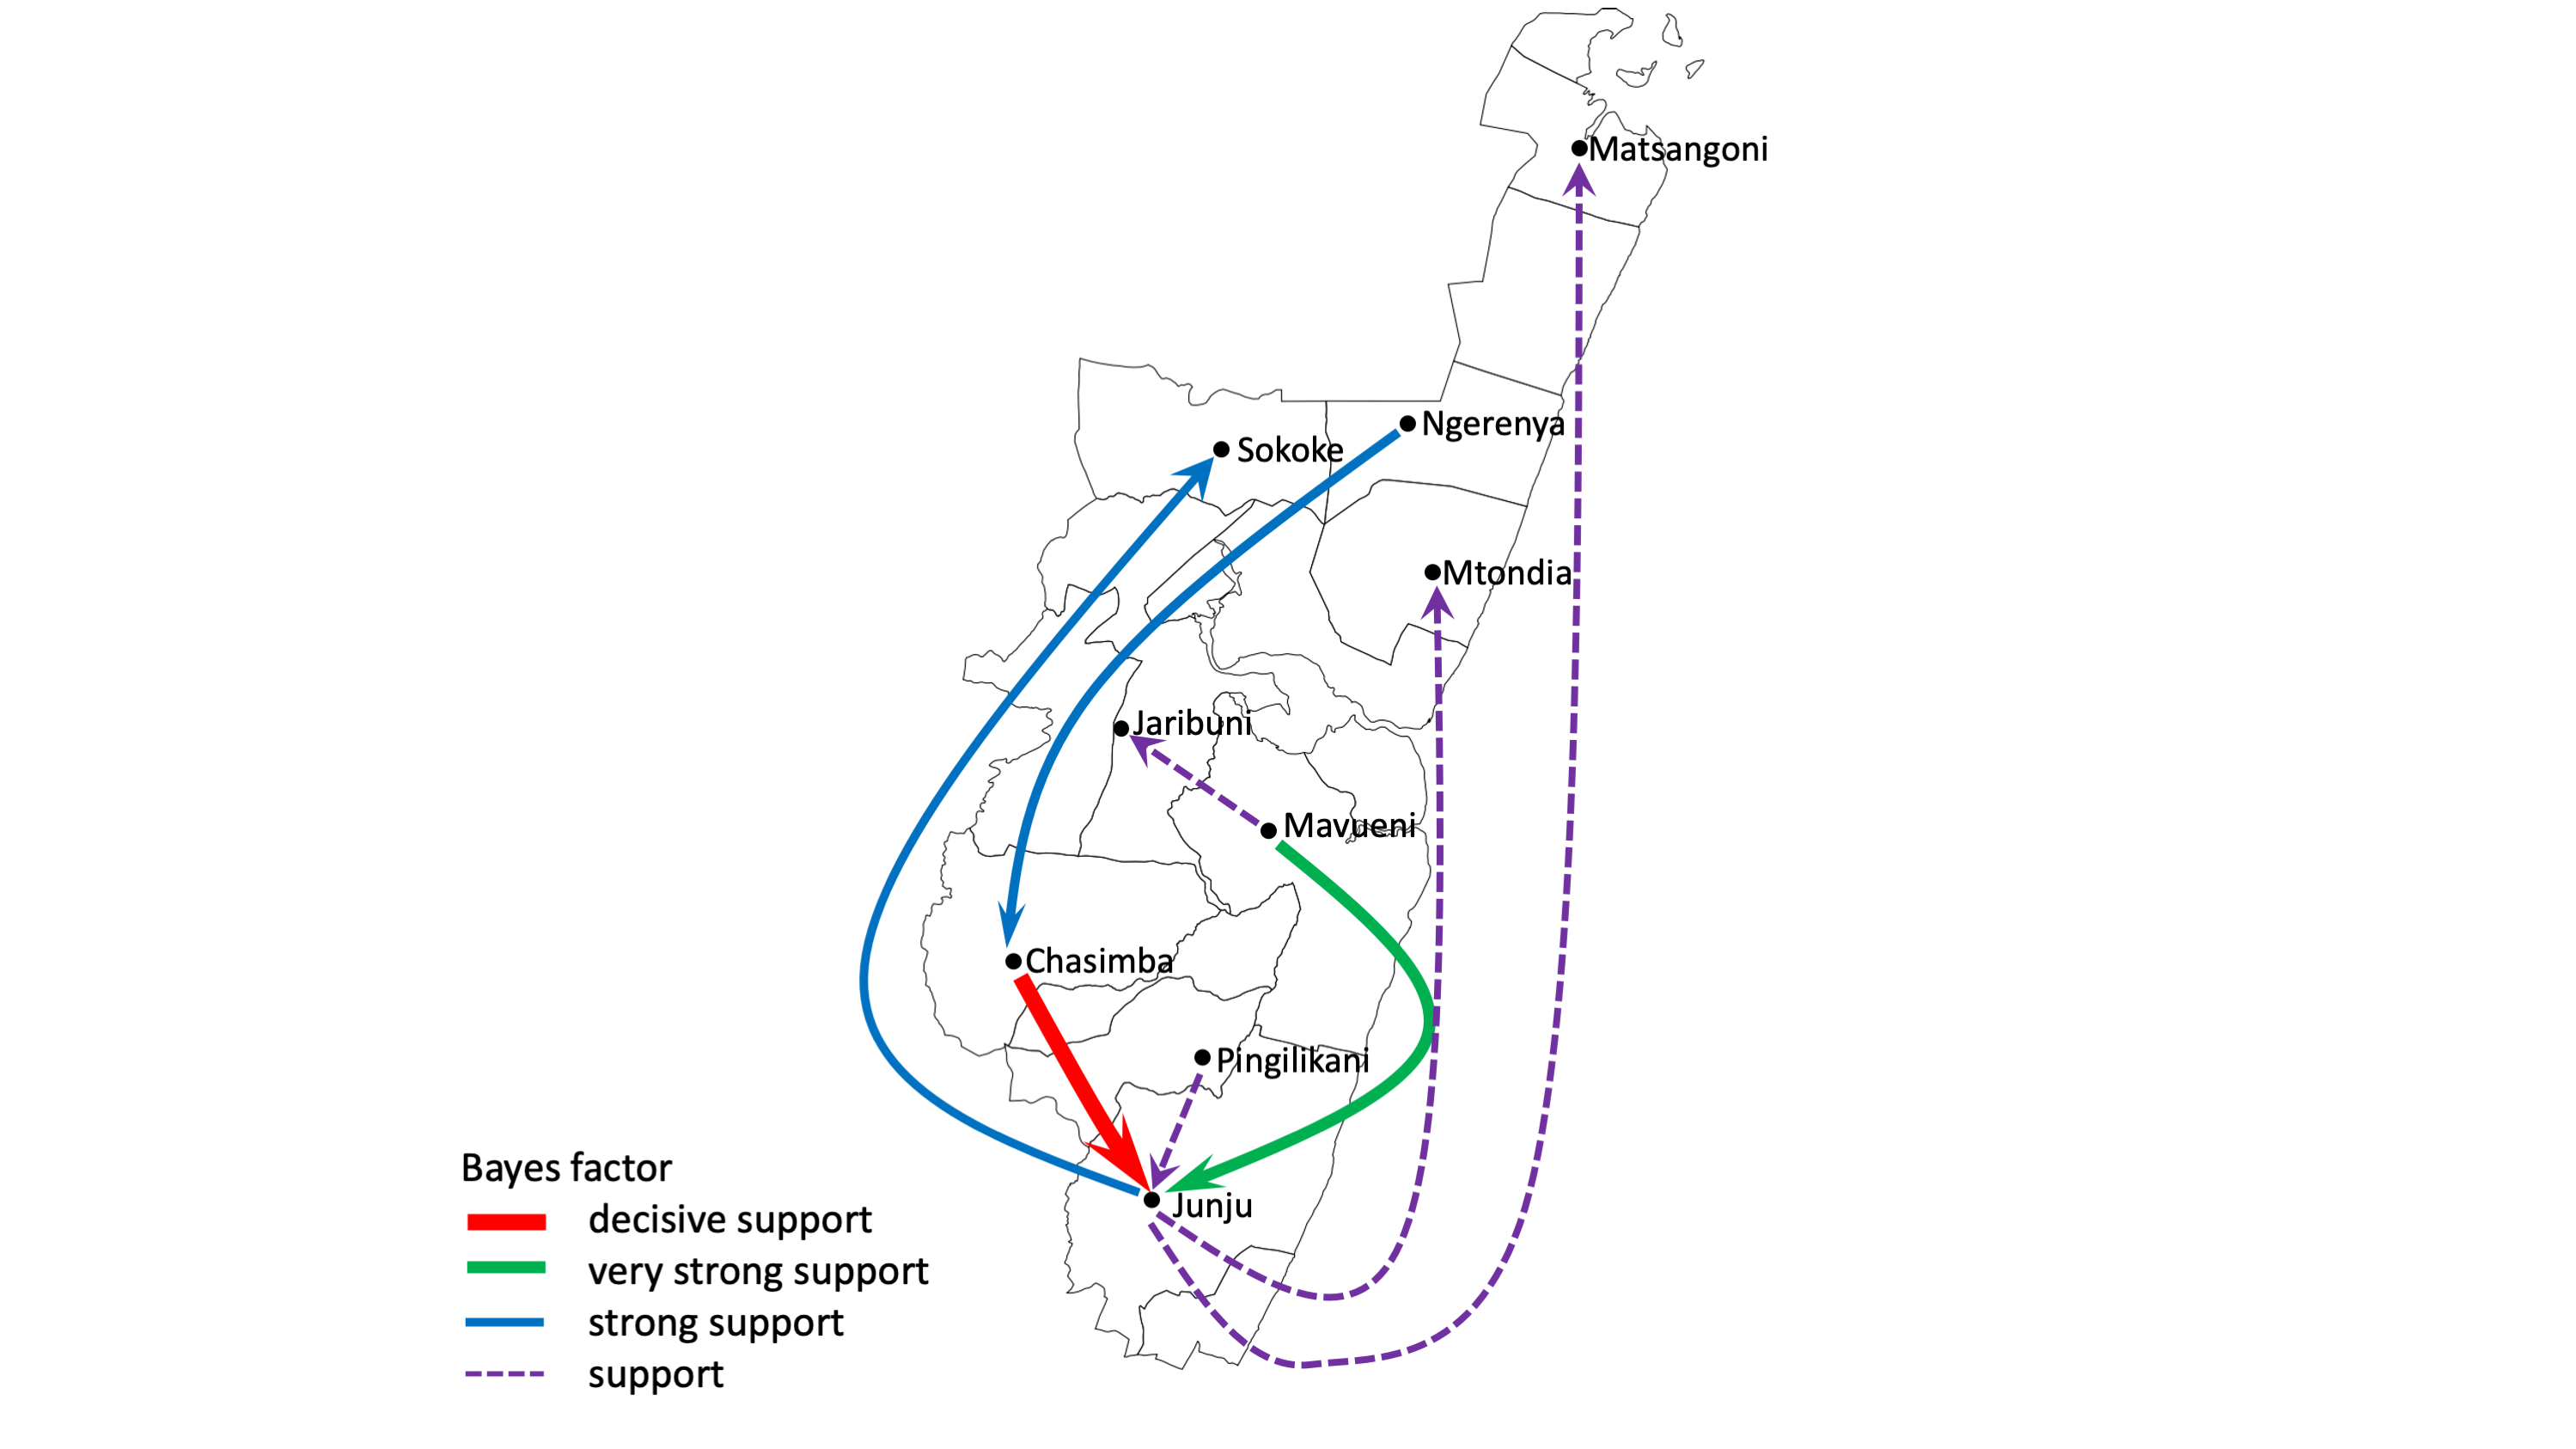 Matsangoni
Ngerenya
Sokoke
Mtondia
Jaribuni
Mavueni
Chasimba
Pingilikani
Junju
Bayes factor
decisive support
very strong support
strong support
support